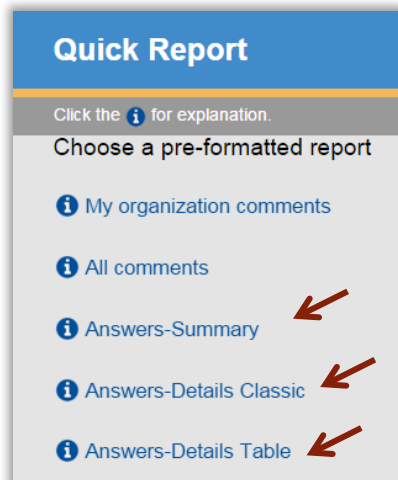 Quick Report
Click the i for explanation.
Choose a pre-formatted report
i My organization comments
i All comments
i Answers-Summary
i Answers-Details Classic
i Answers-Details Table